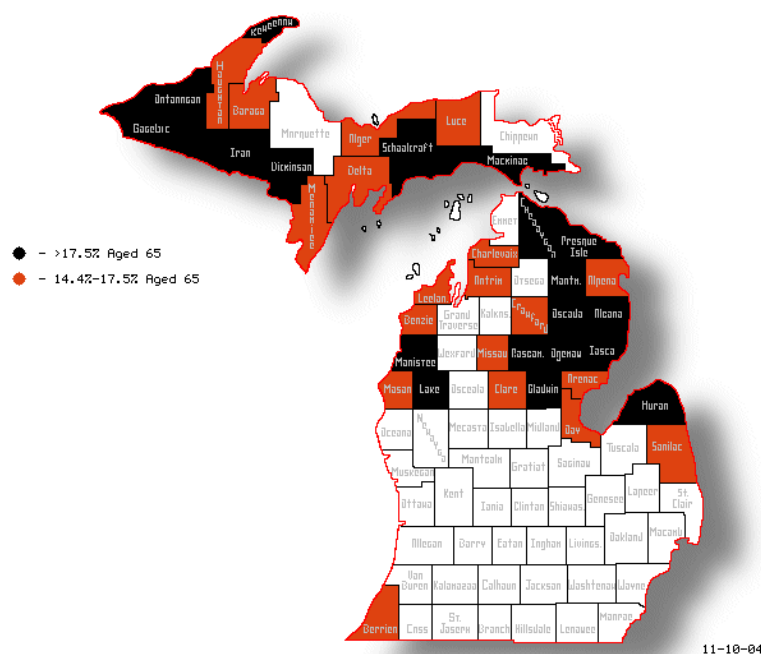 Keweenaw
Houghton
Ontonagon
Baraga
Gogebic
Marquette
Luce
Alger
Chippewa
Schoolcraft
Iron
Mackinac
Dickinson
Delta
Menominee
Cheboygan
Emmet
Presque
Isle
● - >17.5% Aged 65
Charlevoix
● - 14.4%-17.5% Aged 65
Antrim
Otsego
Montm.
Alpena
Leelan.
Benzie
Grand
Traverse
Kalkas.
Crawford
Oscoda
Alcona
Manistee
Wexford
Missau
Roscom.
Ogemaw
Iosco
Arenac
Mason
Lake
Osceola
Clare
Gladwin
Huron
Oceana
Newaygo
Mecosta
Isabella
Midland
Bay
Tuscola
Sanilac
Muskegon
Montcalm
Gratiot
Saginaw
Ottawa
Kent
Ionia
Clinton
Shiawas.
Genesee
Lapeer
St.
Clair
Allegan
Barry
Eaton
Ingham
Livings.
Oakland
Macomb
Van
Buren
Kalamazoo
Calhoun
Jackson
Washtenaw
Wayne
Berrien
Cass
St.
Joseph
Branch
Hillsdale
Lenawee
Monroe
11-10-04